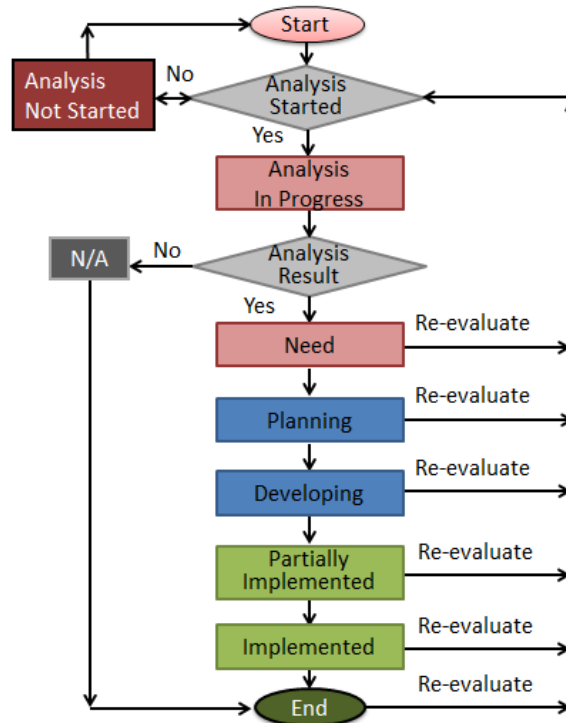 Start
Analysis
Not Started
No
Analysis
Started
Yes
Analysis
In Progress
N/A
No
Analysis
Result
Yes
Re-evaluate
Need
Re-evaluate
Planning
Re-evaluate
Developing
Re-evaluate
Partially
Implemented
Re-evaluate
Implemented
Re-evaluate
End